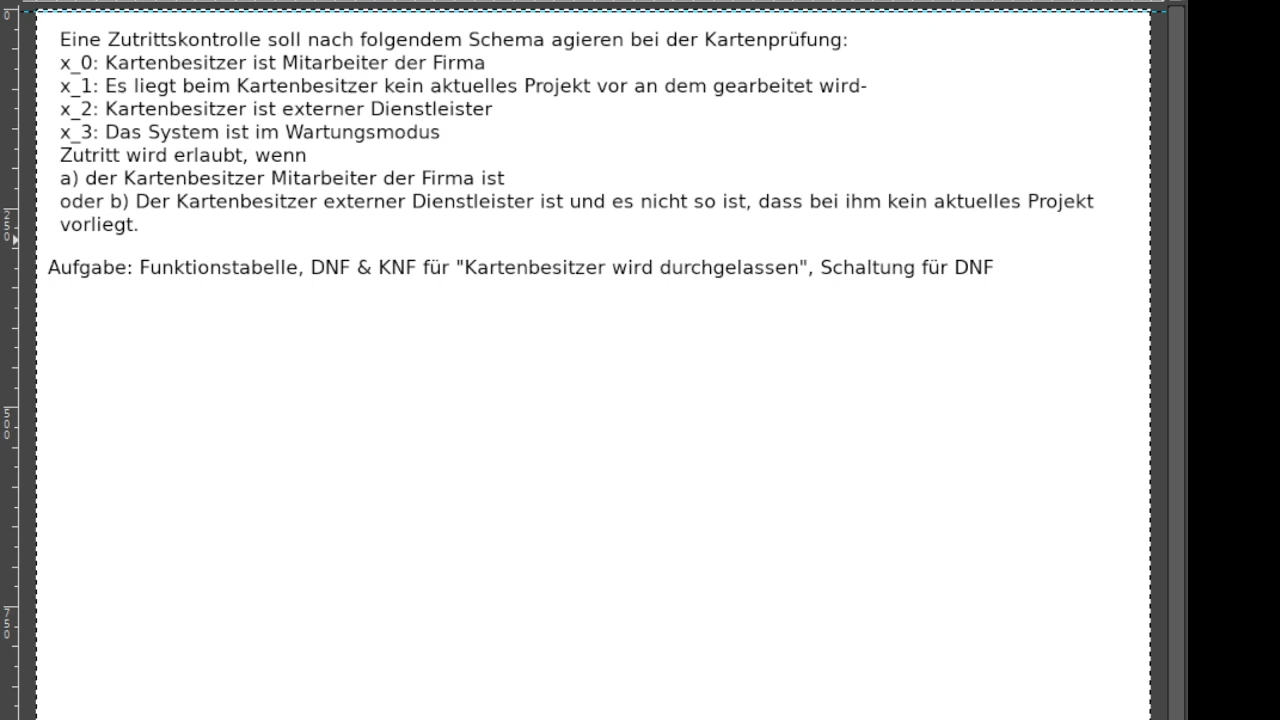 Eine Zutrittskontrolle soll nach folgendem Schema agieren bei der Kartenprüfung:
x_0: Kartenbesitzer ist Mitarbeiter der Firma
x_1: Es liegt beim Kartenbesitzer kein aktuelles Projekt vor an dem gearbeitet wird-
x_2: Kartenbesitzer ist externer Dienstleister
x_3: Das System ist im Wartungsmodus
Zutritt wird erlaubt, wenn
a) der Kartenbesitzer Mitarbeiter der Firma ist
oder b) Der Kartenbesitzer externer Dienstleister ist und es nicht so ist, dass bei ihm kein aktuelles Projekt
vorliegt.
Aufgabe: Funktionstabelle, DNF & KNF für "Kartenbesitzer wird durchgelassen", Schaltung für DNF
0
250
500
750